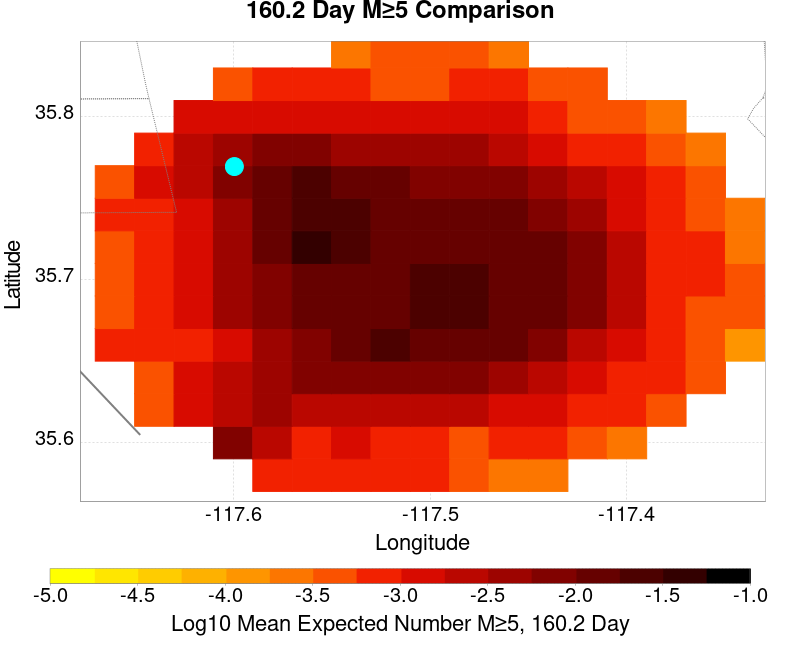 160.2 Day M≥5 Comparison
35.8
35.7
35.6
Latitude
-117.6 -117.5 -117.4
Longitude
-5.0 -4.5 -4.0 -3.5 -3.0 -2.5 -2.0 -1.5 -1.0
Log10 Mean Expected Number M≥5, 160.2 Day